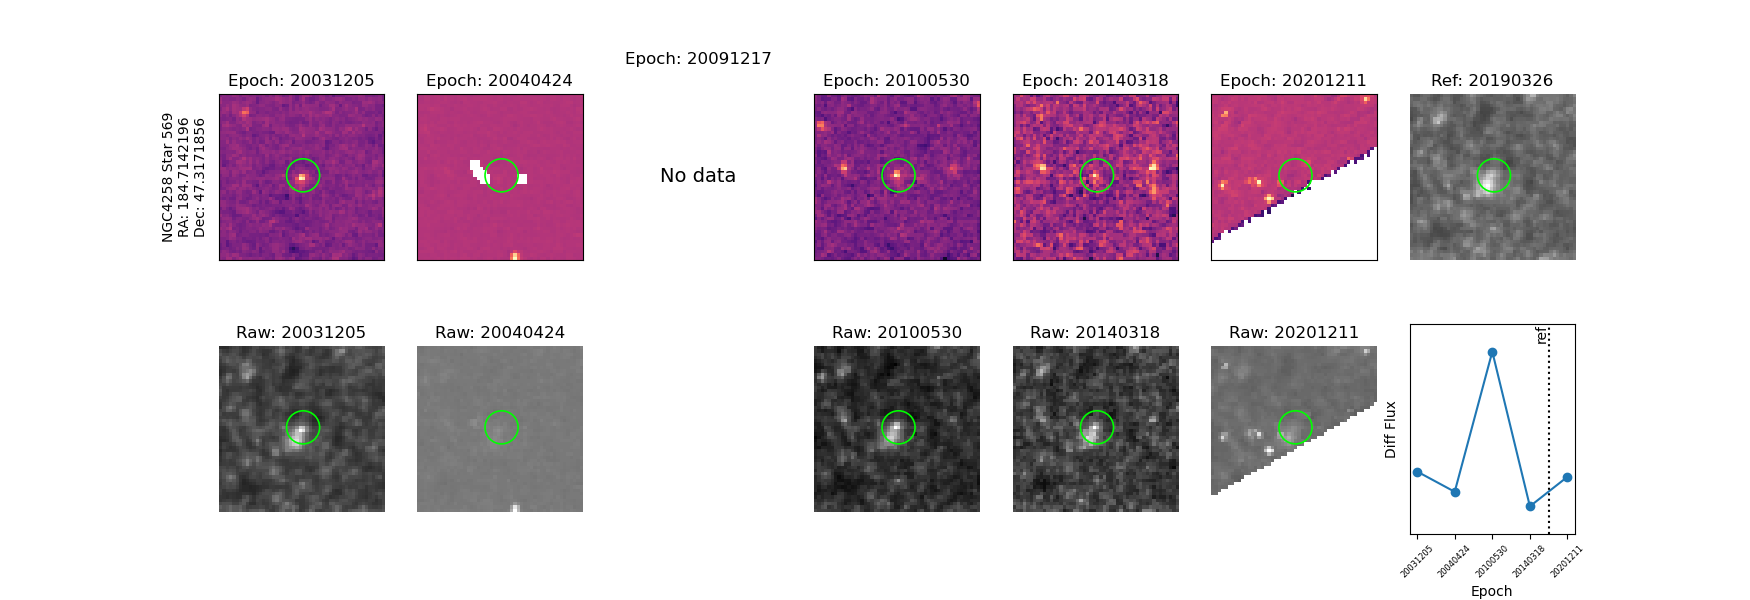 Epoch: 20091217
Epoch: 20031205
Epoch: 20040424
Epoch: 20100530
Epoch: 20140318
Epoch: 20201211
Ref: 20190326
NGC4258 Star 569
RA: 184.7142196
Dec: 47.3171856
No data
Raw: 20031205
Raw: 20040424
Raw: 20100530
Raw: 20140318
Raw: 20201211
ref
Diff Flux
20031205
20040424
20100530
20140318
20201211
Epoch